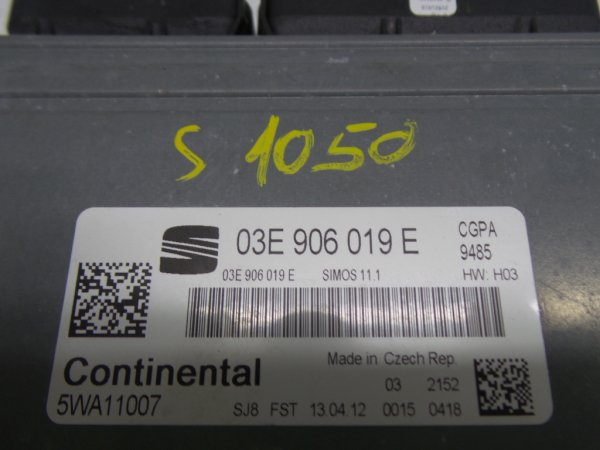 S 1050
03E 906 019 E CGPA
9485
03E 906 019 E SIMOS 11.1 HW: H03
Continental Made in Czech Rep.
03 2152
5WA11007 SJ8 FST 13.04.12 0015 0418